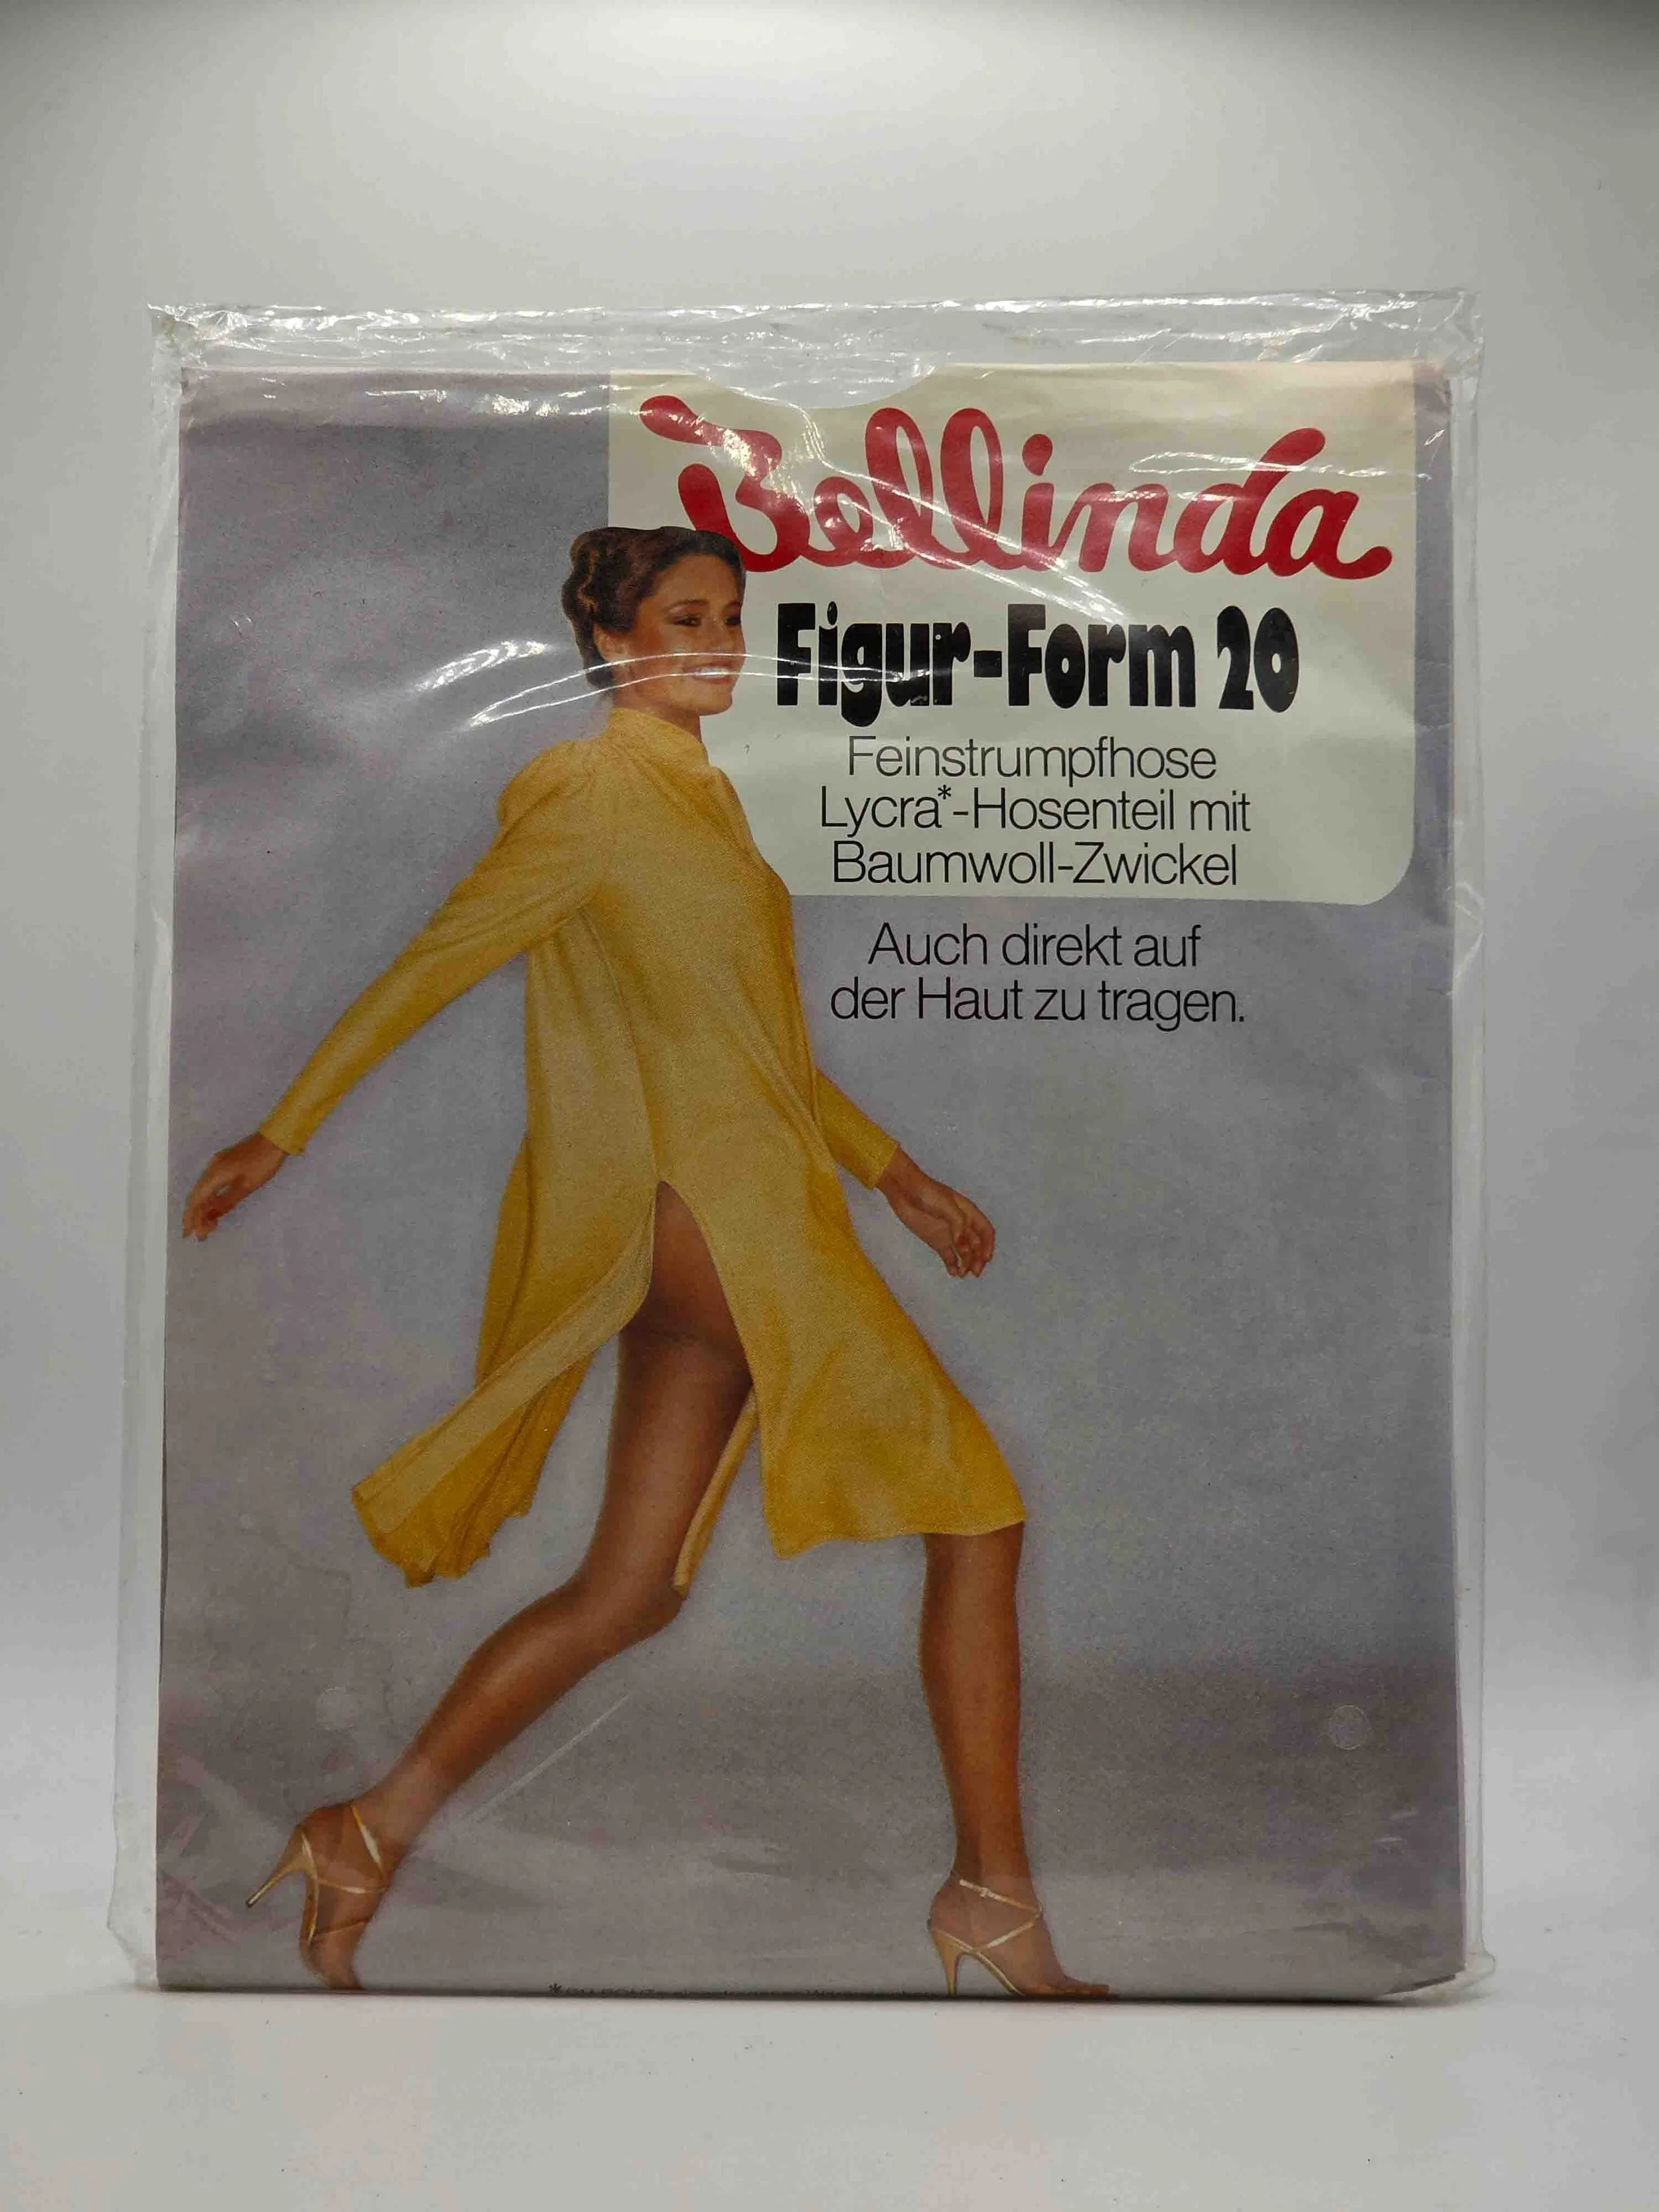 Bellinda
Figur-Form 20
Feinstrumpfhose
Lycra*-Hosenteil mit
Baumwoll-Zwickel
Auch direkt auf
der Haut zu tragen.